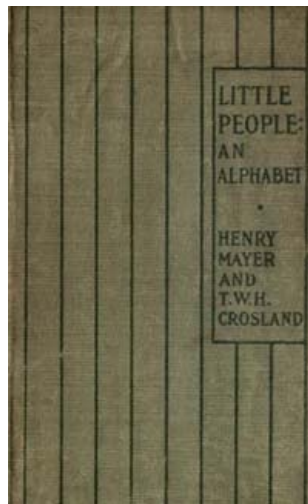 LITTLE
PEOPLE:
AN
ALPHABET
•
HENRY
MAYER
AND
T.W.H.
CROSLAND